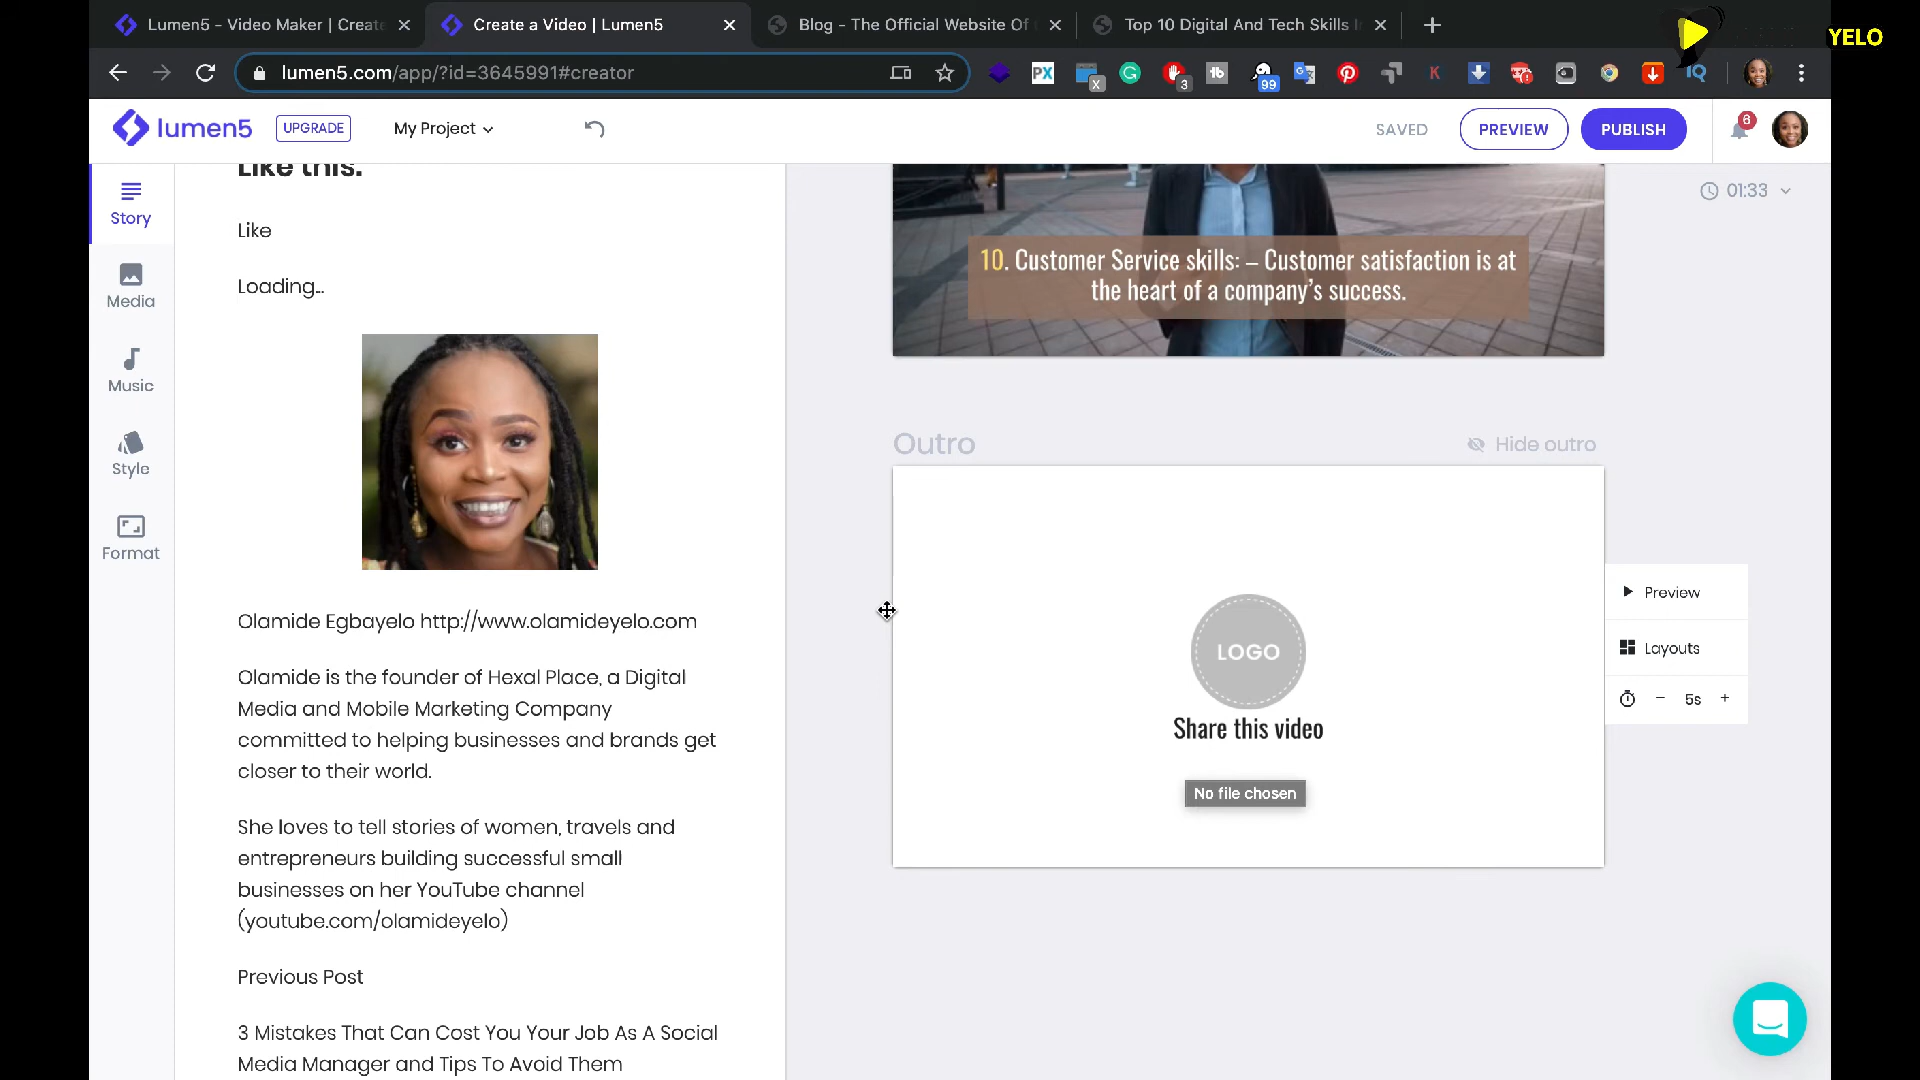 Lumen5 - Video Maker | Create
Create a Video | Lumen5
Blog - The Official Website Of
Top 10 Digital And Tech Skills
YELO
lumen5.com/app/?id=3645991#creator
PX
X
3
99
K
IQ
lumen5
UPGRADE
My Project
SAVED
PREVIEW
PUBLISH
6
Story
Media
Music
Style
Format
Like this:
Like
Loading...
Olamide Egbayelo http://www.olamideyelo.com
Olamide is the founder of Hexal Place, a Digital
Media and Mobile Marketing Company
committed to helping businesses and brands get
closer to their world.
She loves to tell stories of women, travels and
entrepreneurs building successful small
businesses on her YouTube channel
(youtube.com/olamideyelo)
Previous Post
3 Mistakes That Can Cost You Your Job As A Social
Media Manager and Tips To Avoid Them
01:33
10. Customer Service skills: – Customer satisfaction is at
the heart of a company's success.
Outro
Hide outro
LOGO
Share this video
No file chosen
Preview
Layouts
5s